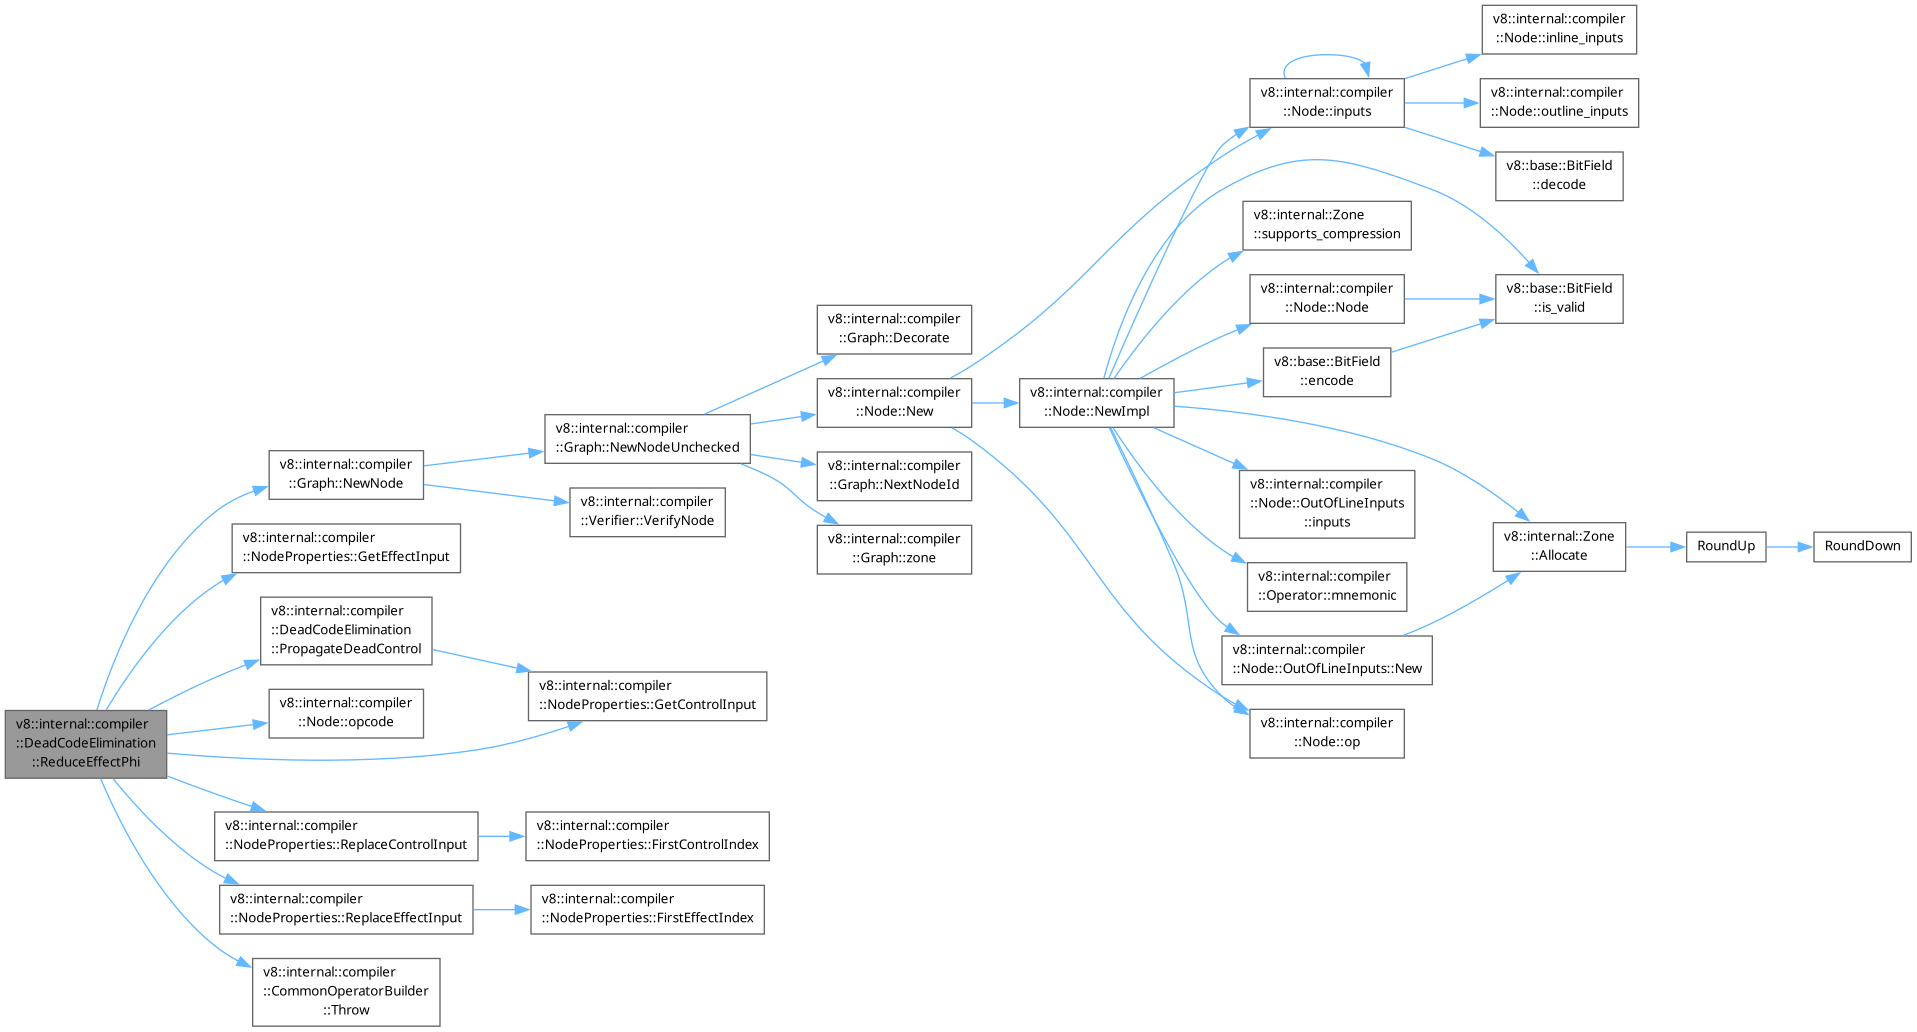 v8::internal::compiler
::DeadCodeElimination
::ReduceEffectPhi
v8::internal::compiler
::Graph::NewNode
v8::internal::compiler
::NodeProperties::GetEffectInput
v8::internal::compiler
::DeadCodeElimination
::PropagateDeadControl
v8::internal::compiler
::Node::opcode
v8::internal::compiler
::NodeProperties::ReplaceControlInput
v8::internal::compiler
::NodeProperties::ReplaceEffectInput
v8::internal::compiler
::CommonOperatorBuilder
::Throw
v8::internal::compiler
::Graph::NewNodeUnchecked
v8::internal::compiler
::Verifier::VerifyNode
v8::internal::compiler
::NodeProperties::GetControlInput
v8::internal::compiler
::NodeProperties::FirstControlIndex
v8::internal::compiler
::NodeProperties::FirstEffectIndex
v8::internal::compiler
::Graph::Decorate
v8::internal::compiler
::Node::New
v8::internal::compiler
::Graph::NextNodeId
v8::internal::compiler
::Graph::zone
v8::internal::compiler
::Node::NewImpl
v8::internal::compiler
::Node::inputs
v8::internal::Zone
::supports_compression
v8::internal::compiler
::Node::Node
v8::base::BitField
::encode
v8::internal::compiler
::Node::OutOfLineInputs
::inputs
v8::internal::compiler
::Operator::mnemonic
v8::internal::compiler
::Node::OutOfLineInputs::New
v8::internal::compiler
::Node::op
v8::internal::compiler
::Node::inline_inputs
v8::internal::compiler
::Node::outline_inputs
v8::base::BitField
::decode
v8::base::BitField
::is_valid
v8::internal::Zone
::Allocate
RoundUp
RoundDown